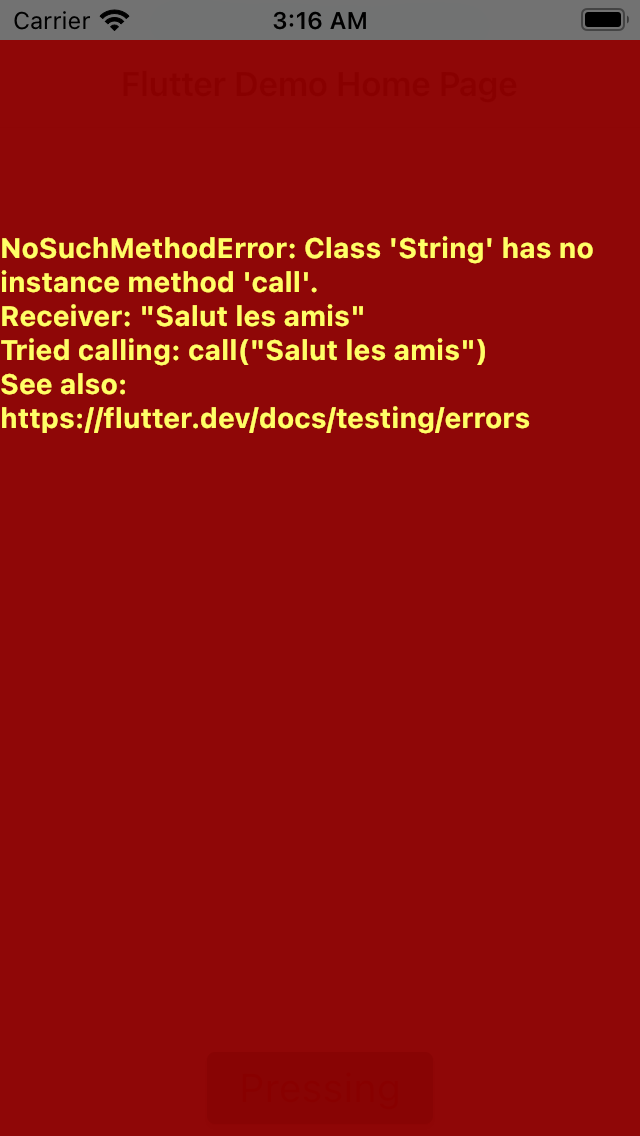 Carrier 3:16 AM
Flutter Demo Home Page
NoSuchMethodError: Class 'String' has no
instance method 'call'.
Receiver: "Salut les amis"
Tried calling: call("Salut les amis")
See also:
https://flutter.dev/docs/testing/errors
Pressing